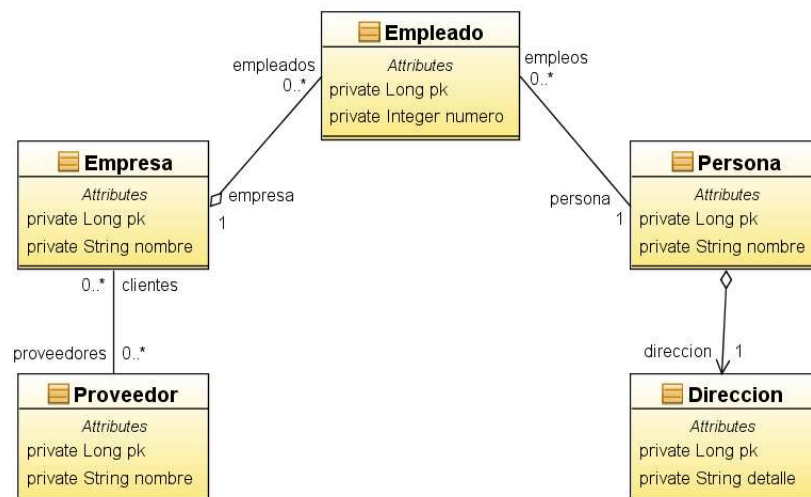 Empleado
Attributes
private Long pk
private Integer numero
empleados
0..*
empleos
0..*
Empresa
Attributes
private Long pk
private String nombre
empresa
1
persona
1
Persona
Attributes
private Long pk
private String nombre
0..* clientes
proveedores 0..*
direccion 1
Proveedor
Attributes
private Long pk
private String nombre
Direccion
Attributes
private Long pk
private String detalle